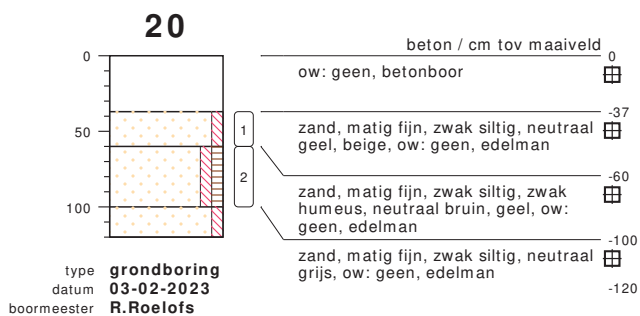 20
beton / cm tov maaiveld
0
0
ow: geen, betonboor
-37
50
1
zand, matig fijn, zwak siltig, neutraal
geel, beige, ow: geen, edelman
-60
2
zand, matig fijn, zwak siltig, zwak
humeus, neutraal bruin, geel, ow:
geen, edelman
100
-100
zand, matig fijn, zwak siltig, neutraal
grijs, ow: geen, edelman
-120
type grondboring
datum 03-02-2023
boormeester R.Roelofs